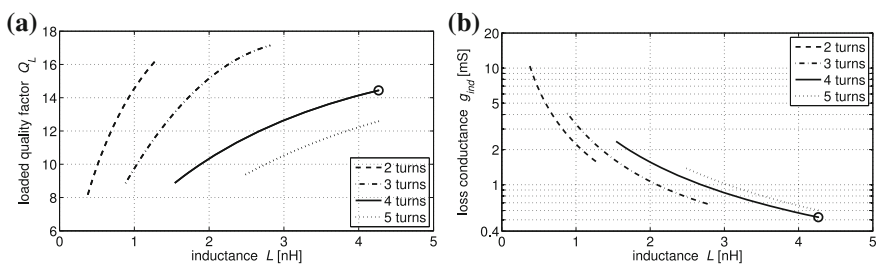 (a)
18
16
14
12
10
8
6
loaded quality factor Q_L
0 1 2 3 4 5
inductance L [nH]
2 turns
3 turns
4 turns
5 turns
(b)
20
10
5
2
1
0.4
loss conductance g_ind [mS]
0 1 2 3 4 5
inductance L [nH]
2 turns
3 turns
4 turns
5 turns